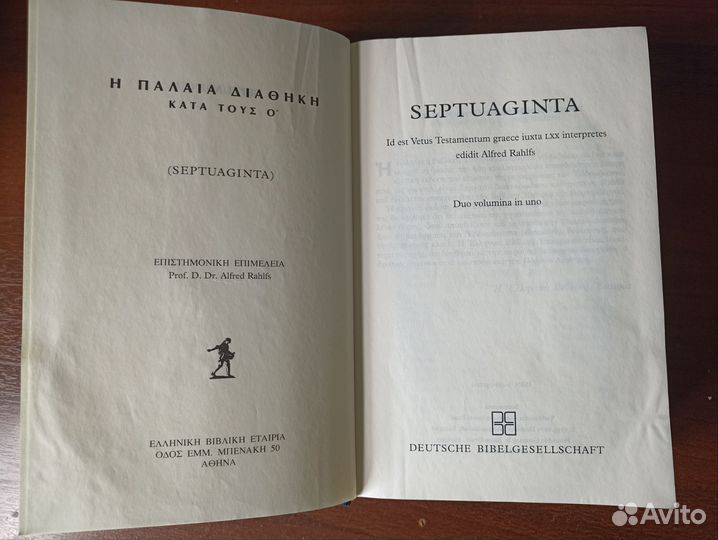 Η ΠΑΛΑΙΑ ΔΙΑΘΗΚΗ
ΚΑΤΑ ΤΟΥΣ Ο'
(SEPTUAGINTA)
ΕΠΙΣΤΗΜΟΝΙΚΗ ΕΠΙΜΕΛΕΙΑ
Prof. D. Dr. Alfred Rahlfs
ΕΛΛΗΝΙΚΗ ΒΙΒΛΙΚΗ ΕΤΑΙΡΙΑ
ΟΔΟΣ ΕΜΜ. ΜΠΕΝΑΚΗ 50
ΑΘΗΝΑ
SEPTUAGINTA
Id est Vetus Testamentum graece iuxta LXX interpretes
edidit Alfred Rahlfs
Duo volumina in uno
DEUTSCHE BIBELGESELLSCHAFT
Avito